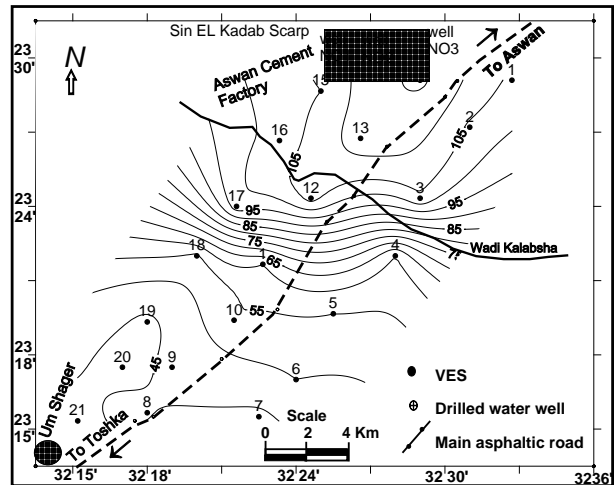 Sin EL Kadab Scarp
well
NO3
23
30'
N
Aswan Cement
Factory
To Aswan
15
1
2
16
13
105
105
12
3
17
95
95
23
24'
85
85
75
Wadi Kalabsha
18
65
4
55
5
10
19
23
18'
20
9
45
6
Um Shager
21
8
7
23
15'
To Toshka
Scale
0 2 4 Km
VES
Drilled water well
Main asphaltic road
32 15' 32 18' 32 24' 32 30' 3236'